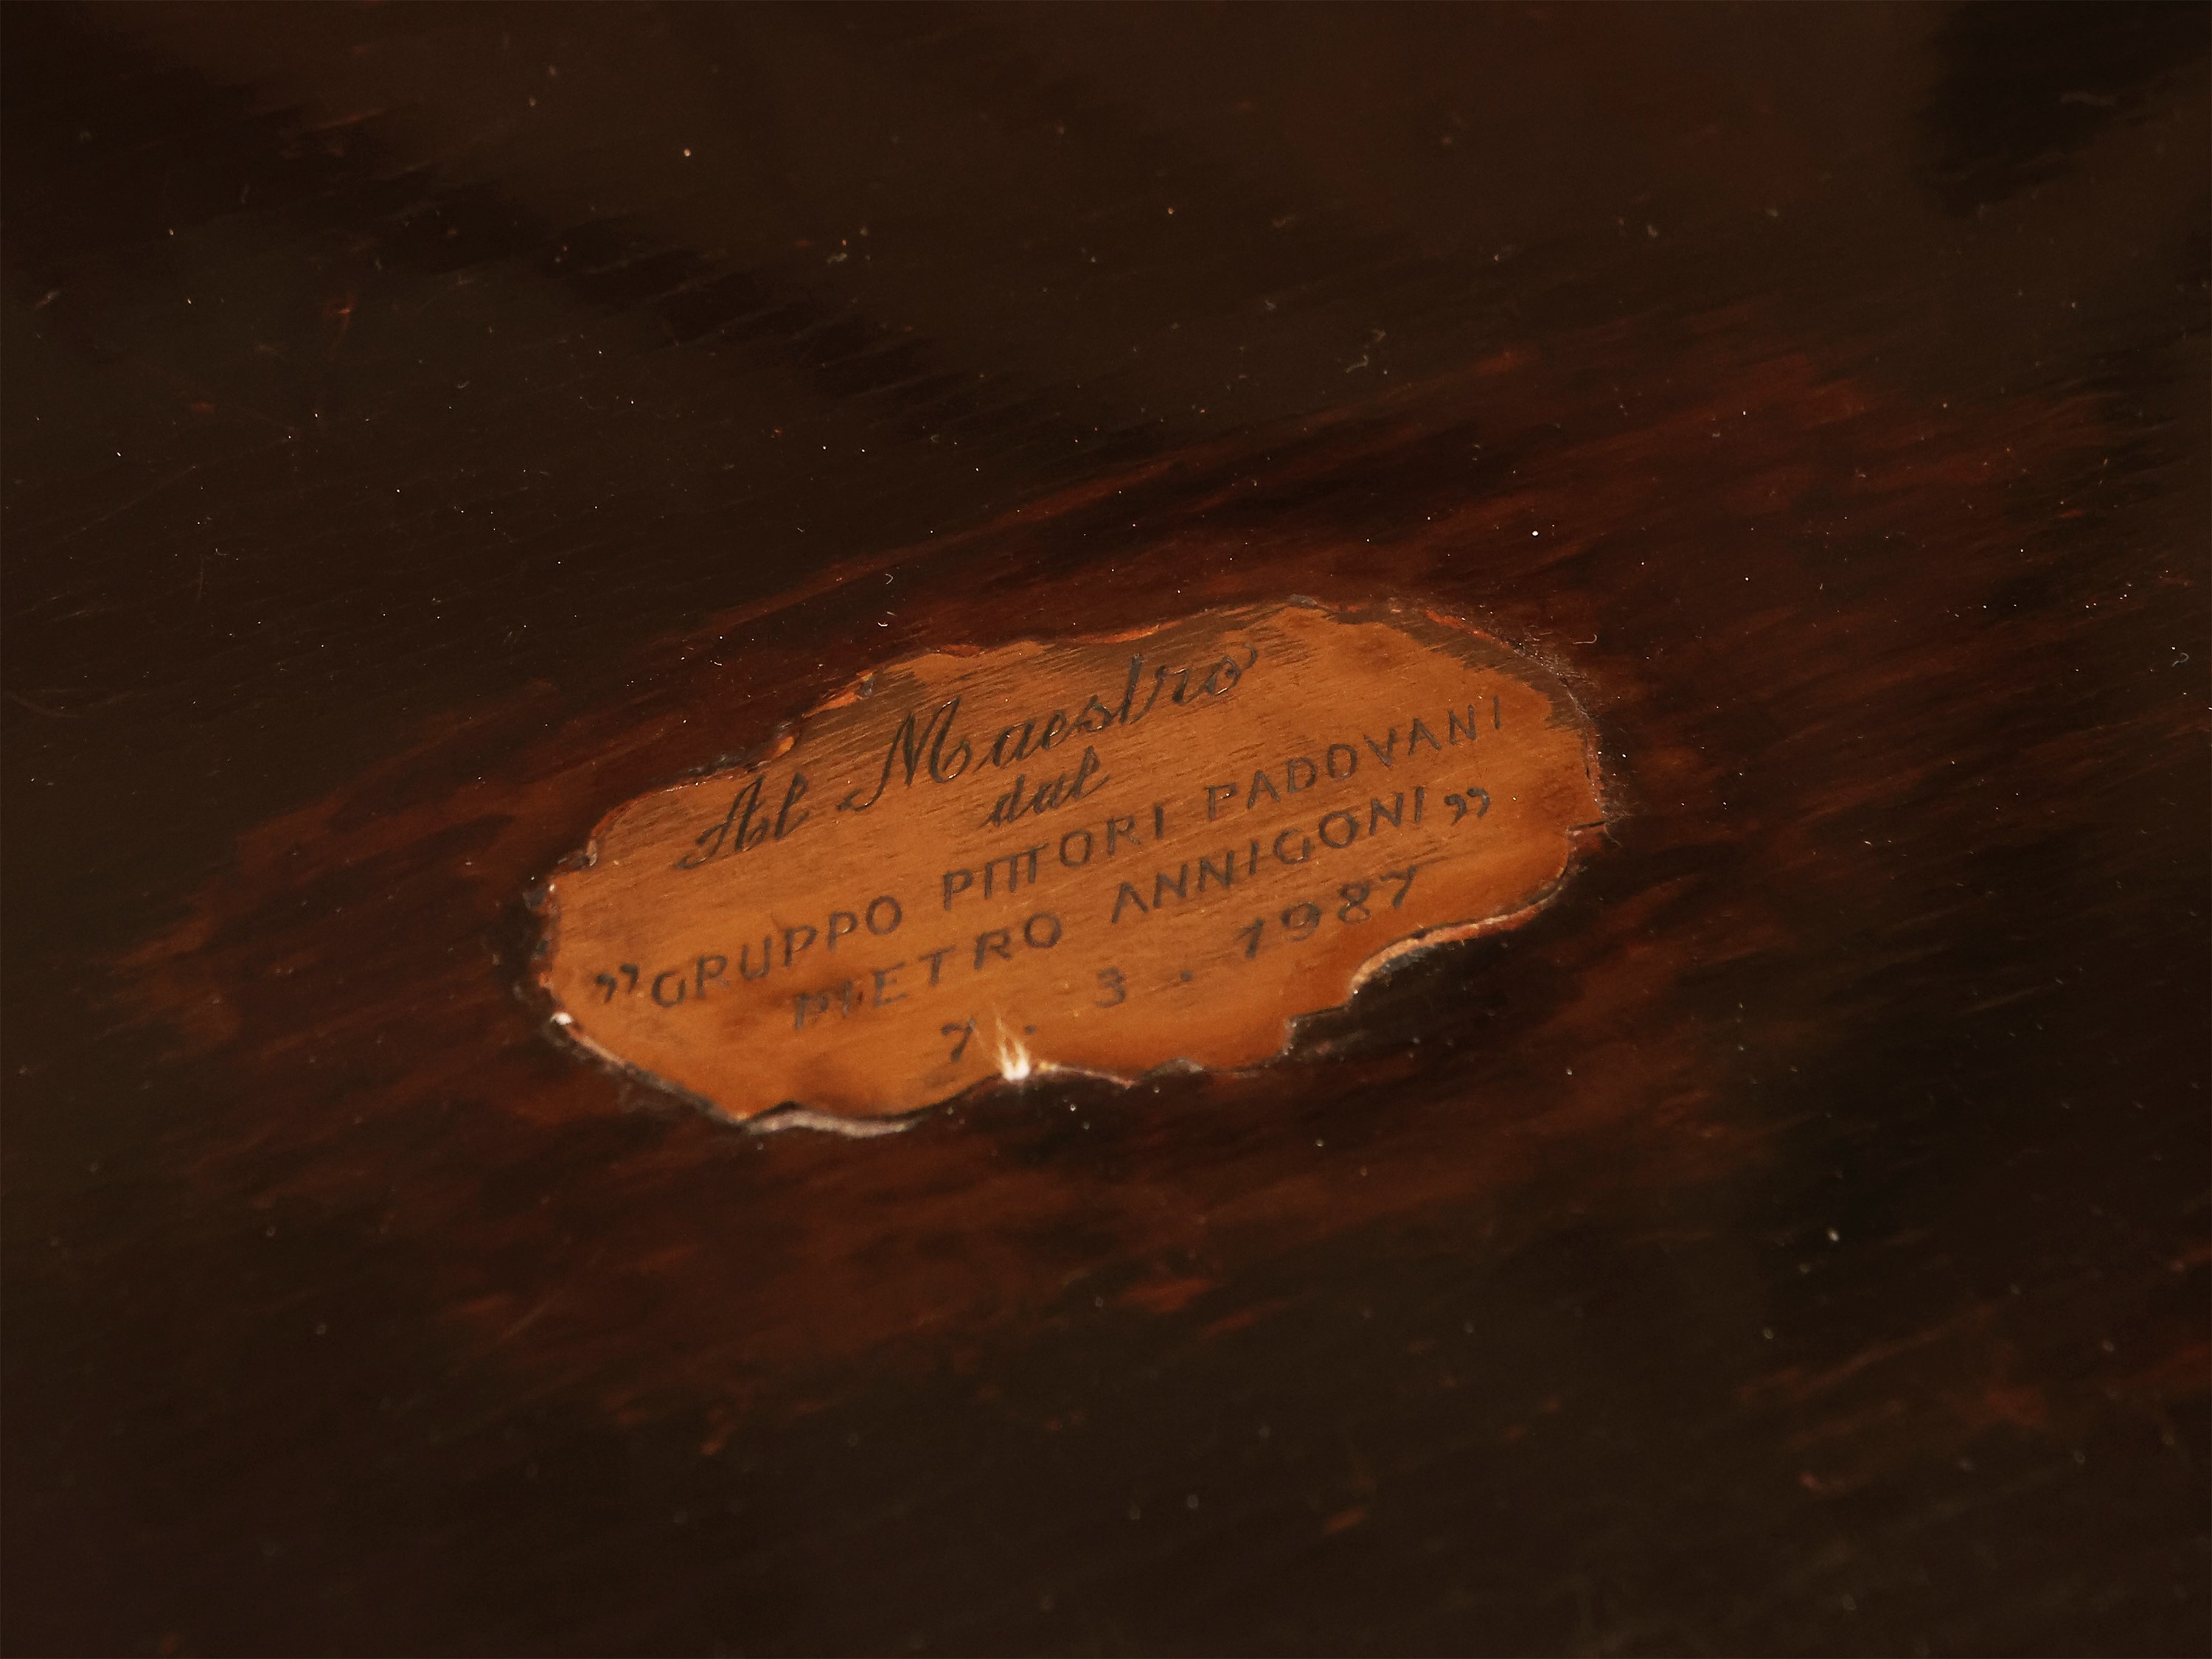 Al Maestro
dal
"GRUPPO PITTORI PADOVANI
PIETRO ANNIGONI"
7 . 3 . 1987